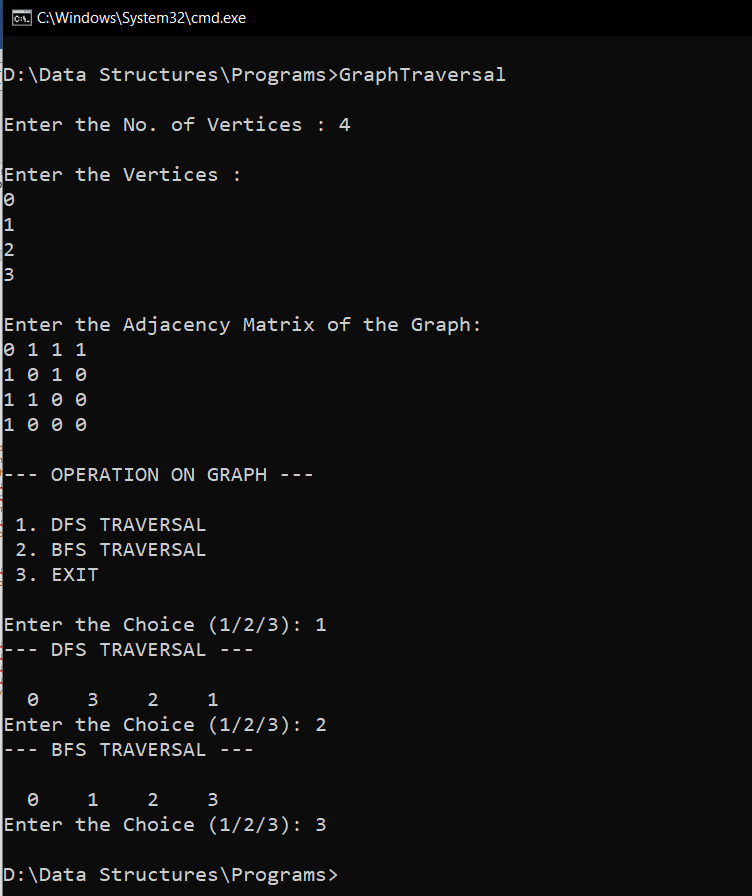 C:\Windows\System32\cmd.exe
D:\Data Structures\Programs>GraphTraversal
Enter the No. of Vertices : 4
Enter the Vertices :
0
1
2
3
Enter the Adjacency Matrix of the Graph:
0 1 1 1
1 0 1 0
1 1 0 0
1 0 0 0
--- OPERATION ON GRAPH ---
1. DFS TRAVERSAL
2. BFS TRAVERSAL
3. EXIT
Enter the Choice (1/2/3): 1
--- DFS TRAVERSAL ---
0    3    2    1
Enter the Choice (1/2/3): 2
--- BFS TRAVERSAL ---
0    1    2    3
Enter the Choice (1/2/3): 3
D:\Data Structures\Programs>